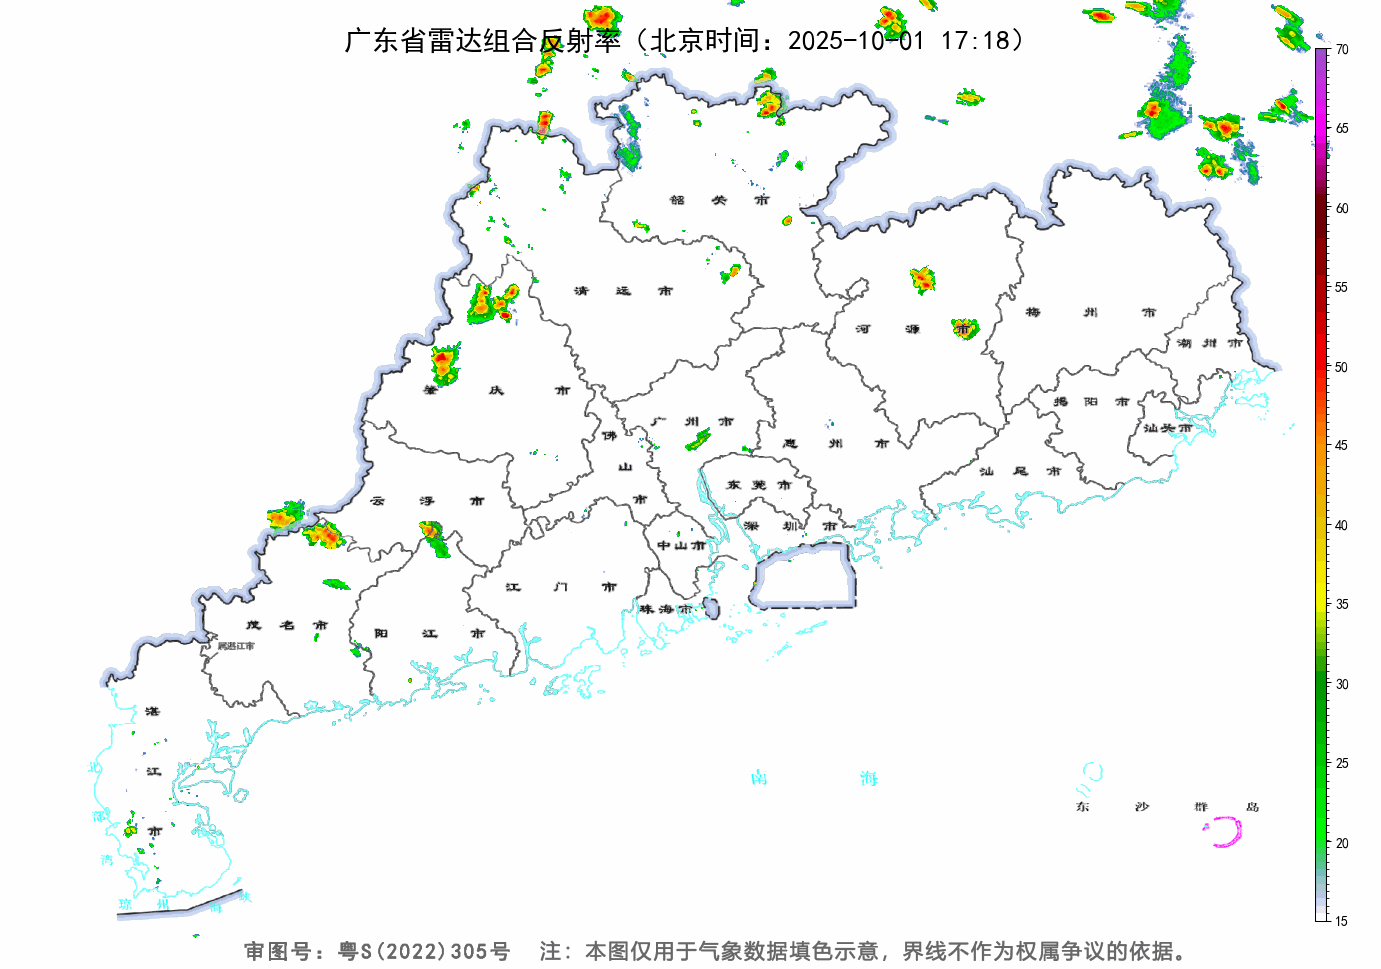 广东省雷达组合反射率（北京时间：2025-10-01 17:18）
70
65
60
55
50
45
40
35
30
25
20
15
韶关市
清远市
河源市
梅州市
潮州市
肇庆市
广州市
揭阳市
汕头市
佛山市
惠州市
汕尾市
云浮市
东莞市
深圳市
中山市
江门市
珠海市
茂名市
阳江市
属湛江市
湛江市
北部湾
琼州海峡
南海
东沙群岛
审图号：粤S(2022)305号 注：本图仅用于气象数据填色示意，界线不作为权属争议的依据。